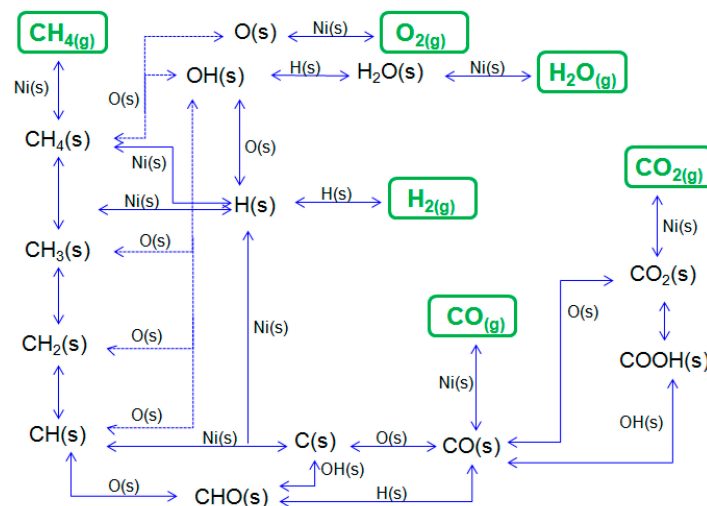 CH4(g)
O(s)
Ni(s)
O2(g)
Ni(s)
O(s)
OH(s)
H(s)
H2O(s)
Ni(s)
H2O(g)
O(s)
CH4(s)
Ni(s)
O(s)
CO2(g)
Ni(s)
H(s)
H(s)
H2(g)
Ni(s)
CH3(s)
O(s)
CO2(s)
Ni(s)
CO(g)
O(s)
CH2(s)
O(s)
COOH(s)
Ni(s)
O(s)
OH(s)
CH(s)
Ni(s)
C(s)
O(s)
CO(s)
OH(s)
O(s)
CHO(s)
H(s)